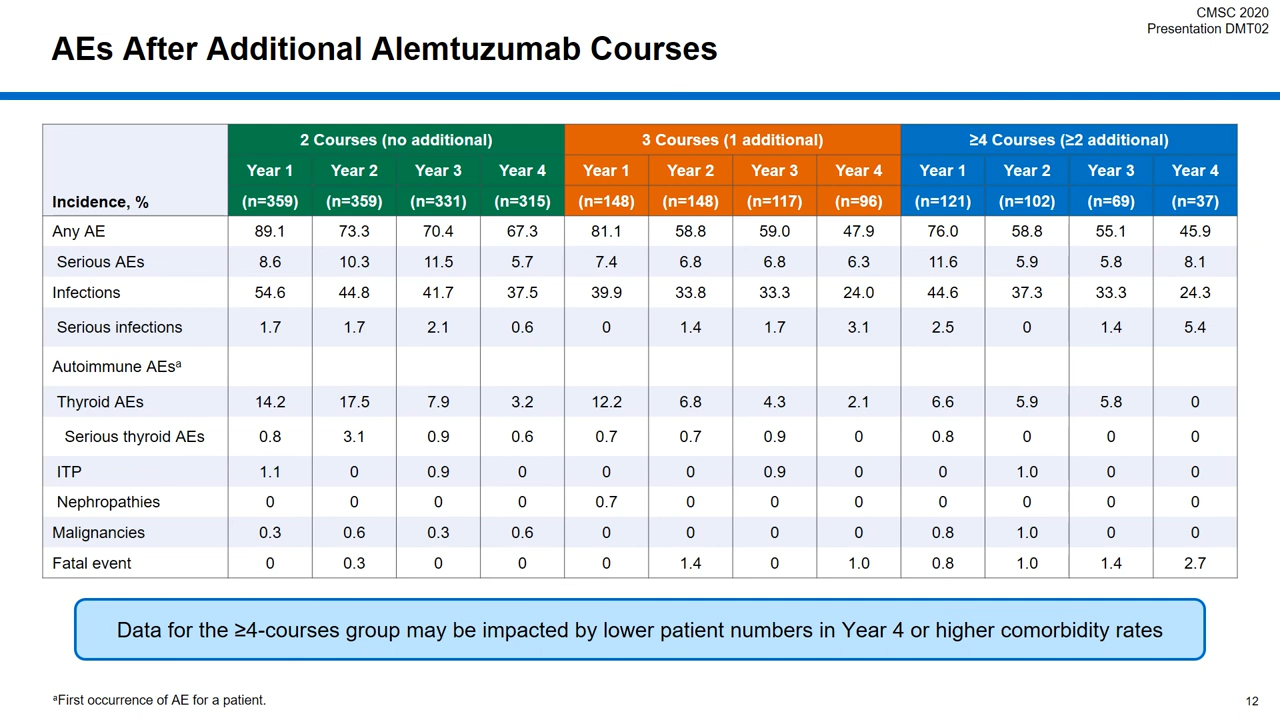 CMSC 2020
Presentation DMT02
AEs After Additional Alemtuzumab Courses
2 Courses (no additional) 3 Courses (1 additional) ≥4 Courses (≥2 additional)
Year 1 Year 2 Year 3 Year 4 Year 1 Year 2 Year 3 Year 4 Year 1 Year 2 Year 3 Year 4
Incidence, % (n=359) (n=359) (n=331) (n=315) (n=148) (n=148) (n=117) (n=96) (n=121) (n=102) (n=69) (n=37)
Any AE 89.1 73.3 70.4 67.3 81.1 58.8 59.0 47.9 76.0 58.8 55.1 45.9
Serious AEs 8.6 10.3 11.5 5.7 7.4 6.8 6.8 6.3 11.6 5.9 5.8 8.1
Infections 54.6 44.8 41.7 37.5 39.9 33.8 33.3 24.0 44.6 37.3 33.3 24.3
Serious infections 1.7 1.7 2.1 0.6 0 1.4 1.7 3.1 2.5 0 1.4 5.4
Autoimmune AEsᵃ
Thyroid AEs 14.2 17.5 7.9 3.2 12.2 6.8 4.3 2.1 6.6 5.9 5.8 0
Serious thyroid AEs 0.8 3.1 0.9 0.6 0.7 0.7 0.9 0 0.8 0 0 0
ITP 1.1 0 0.9 0 0 0 0.9 0 0 1.0 0 0
Nephropathies 0 0 0 0 0.7 0 0 0 0 0 0 0
Malignancies 0.3 0.6 0.3 0.6 0 0 0 0 0.8 1.0 0 0
Fatal event 0 0.3 0 0 0 1.4 0 1.0 0.8 1.0 1.4 2.7
Data for the ≥4-courses group may be impacted by lower patient numbers in Year 4 or higher comorbidity rates
ᵃFirst occurrence of AE for a patient.
12